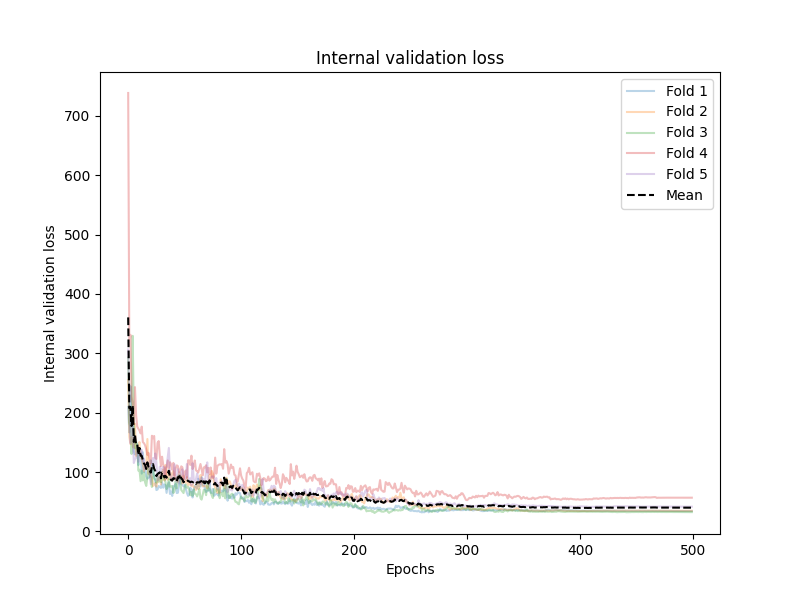 Internal validation loss
Fold 1
Fold 2
Fold 3
Fold 4
Fold 5
Mean
700
600
500
400
300
200
100
0
Internal validation loss
0 100 200 300 400 500
Epochs